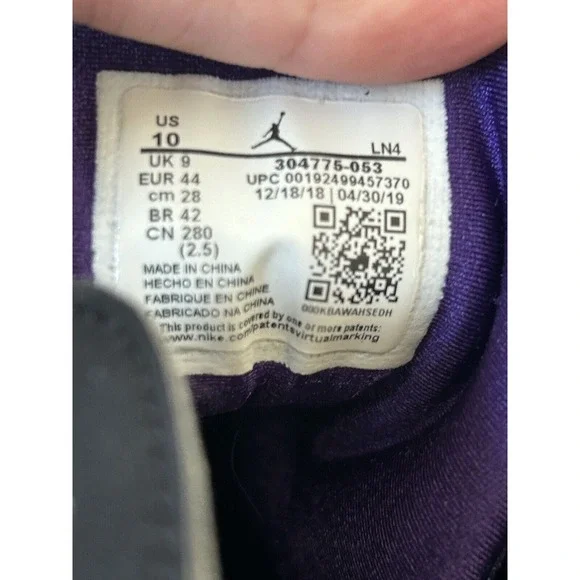 US
10 LN4
UK 9 304775-053
EUR 44 UPC 00192499457370
cm 28 12/18/18 | 04/30/19
BR 42
CN 280
(2.5)
MADE IN CHINA
HECHO EN CHINA
FABRIQUE EN CHINE
FABRICADO NA CHINA
000KBAWAHSEDH
This product is covered by one or more patents:
www.nike.com/patentsvirtualmarking